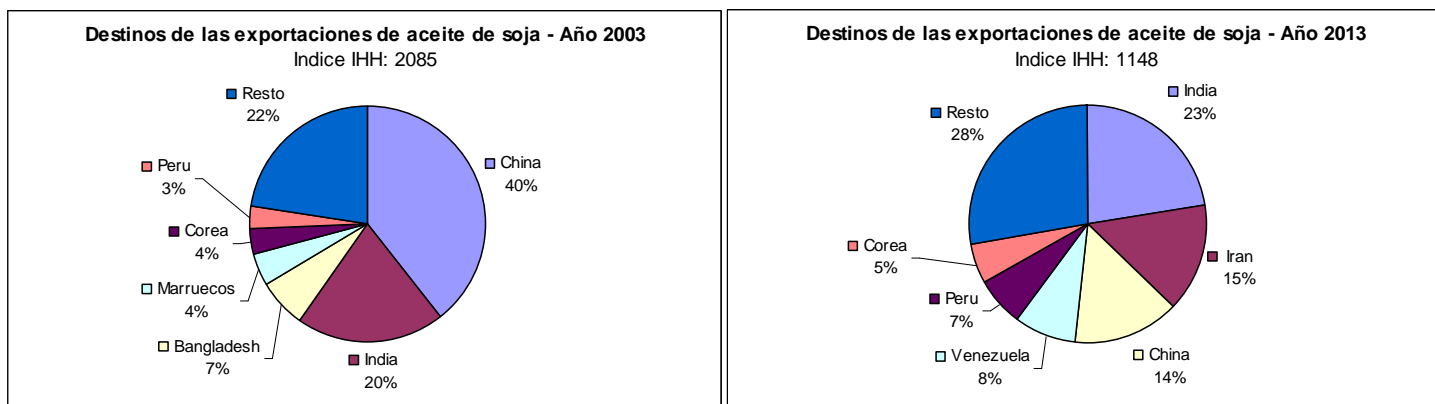 Destinos de las exportaciones de aceite de soja - Año 2003
Indice IHH: 2085
Resto
22%
China
40%
Peru
3%
Corea
4%
Marruecos
4%
Bangladesh
7%
India
20%
Destinos de las exportaciones de aceite de soja - Año 2013
Indice IHH: 1148
India
23%
Resto
28%
Iran
15%
Corea
5%
Peru
7%
Venezuela
8%
China
14%